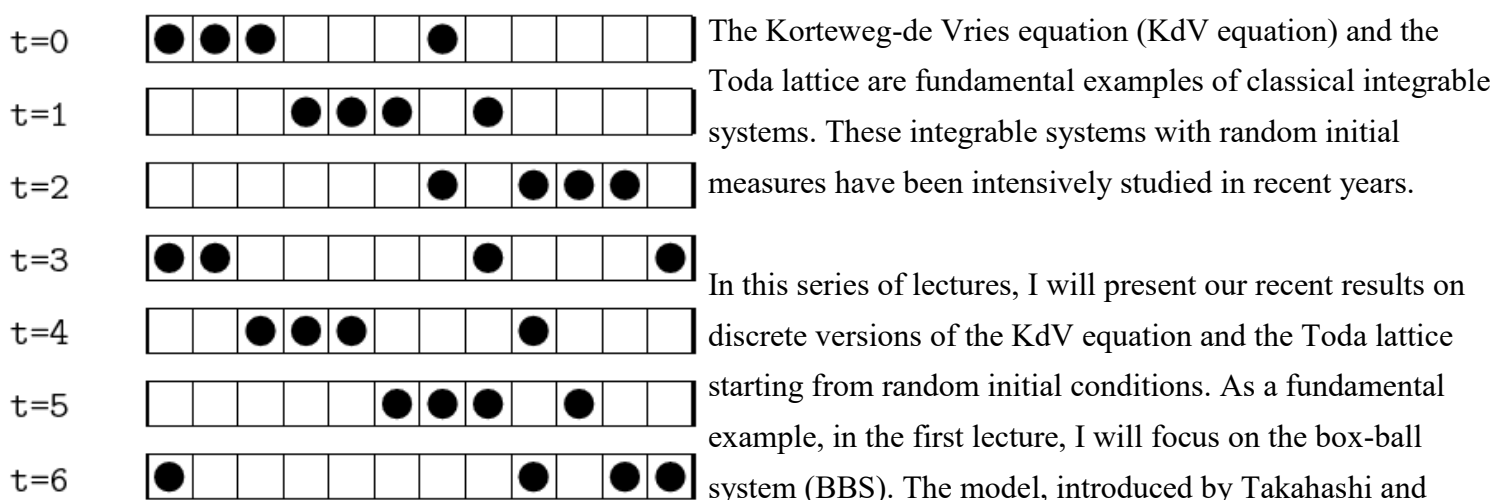 t=0
t=1
t=2
t=3
t=4
t=5
t=6
The Korteweg-de Vries equation (KdV equation) and the
Toda lattice are fundamental examples of classical integrable
systems. These integrable systems with random initial
measures have been intensively studied in recent years.
In this series of lectures, I will present our recent results on
discrete versions of the KdV equation and the Toda lattice
starting from random initial conditions. As a fundamental
example, in the first lecture, I will focus on the box-ball
system (BBS). The model, introduced by Takahashi and